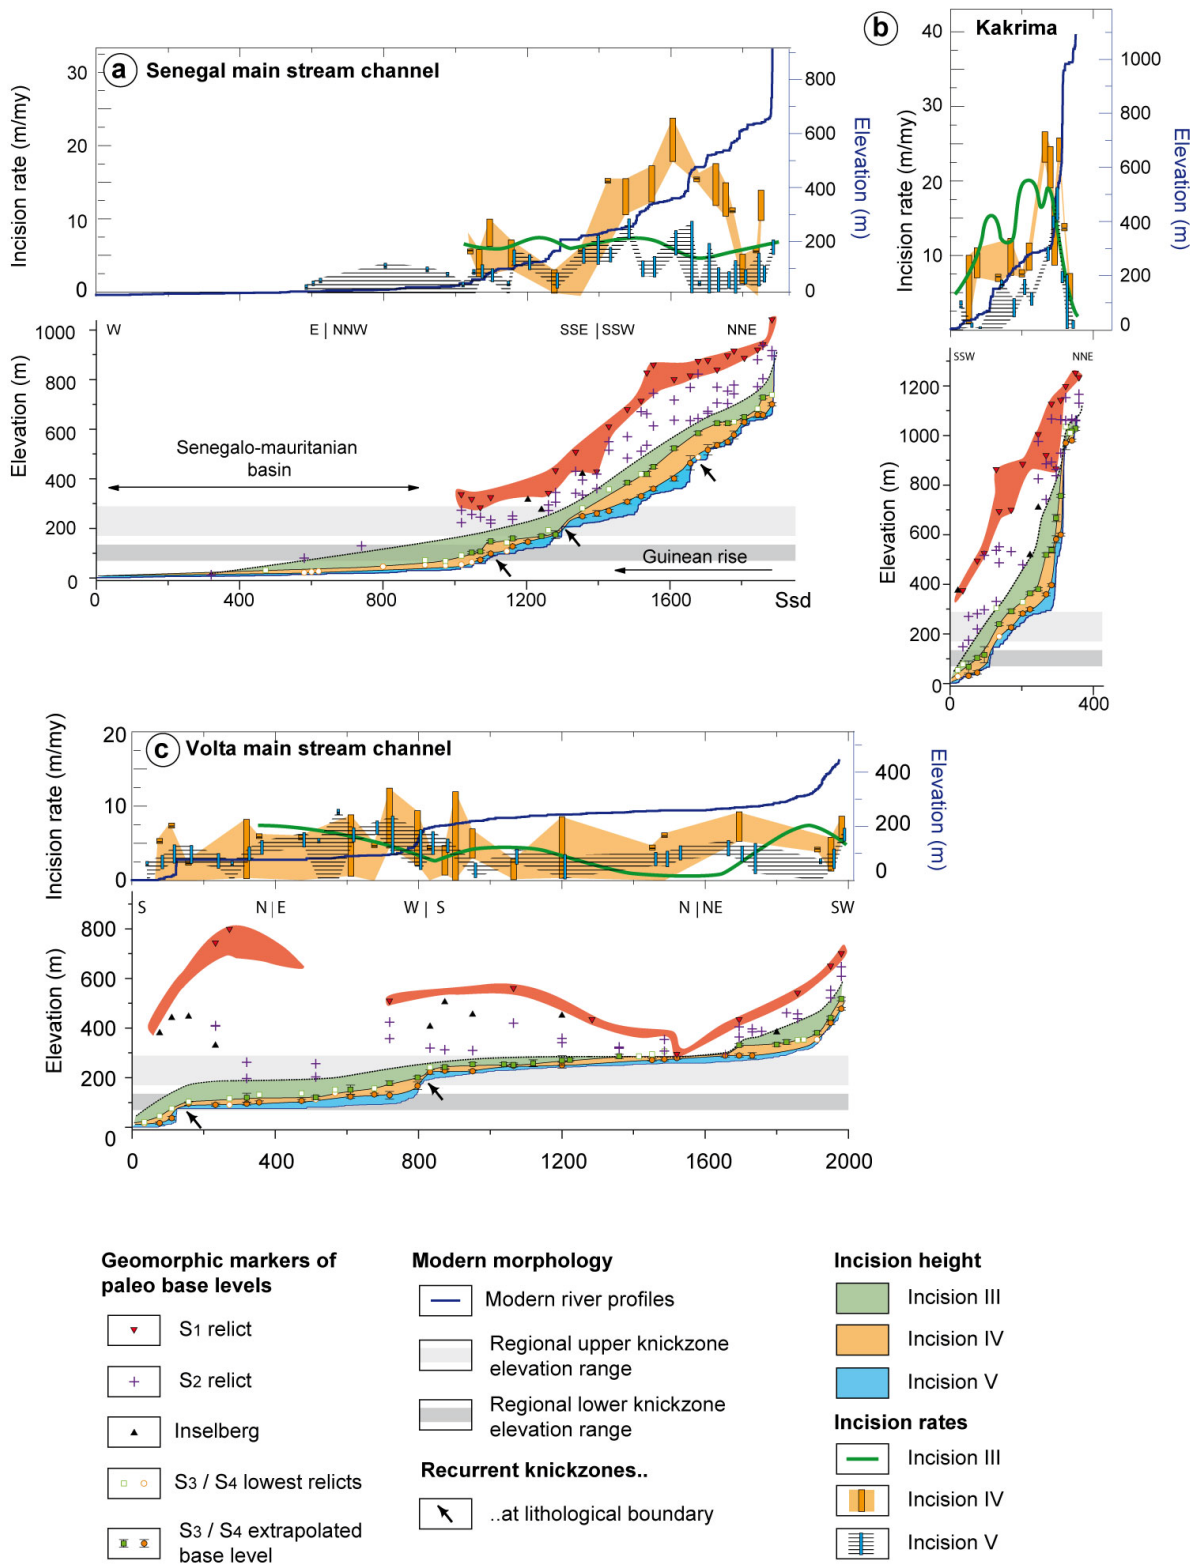 a Senegal main stream channel
Incision rate (m/my)
30
20
10
0
800
600
400
200
0
Elevation (m)
W
E | NNW
SSE | SSW
NNE
Elevation (m)
1000
800
600
400
200
0
Senegalo-mauritanian
basin
Guinean rise
0
400
800
1200
1600
Ssd
b Kakrima
Incision rate (m/my)
40
30
20
10
0
1000
800
600
400
200
0
Elevation (m)
SSW
NNE
Elevation (m)
1200
1000
800
600
400
200
0
0
400
c Volta main stream channel
Incision rate (m/my)
20
10
0
400
200
0
Elevation (m)
S
N | E
W | S
N | NE
SW
Elevation (m)
800
600
400
200
0
0
400
800
1200
1600
2000
Geomorphic markers of
paleo base levels
S1 relict
S2 relict
Inselberg
S3 / S4 lowest relicts
S3 / S4 extrapolated
base level
Modern morphology
Modern river profiles
Regional upper knickzone
elevation range
Regional lower knickzone
elevation range
Recurrent knickzones..
..at lithological boundary
Incision height
Incision III
Incision IV
Incision V
Incision rates
Incision III
Incision IV
Incision V